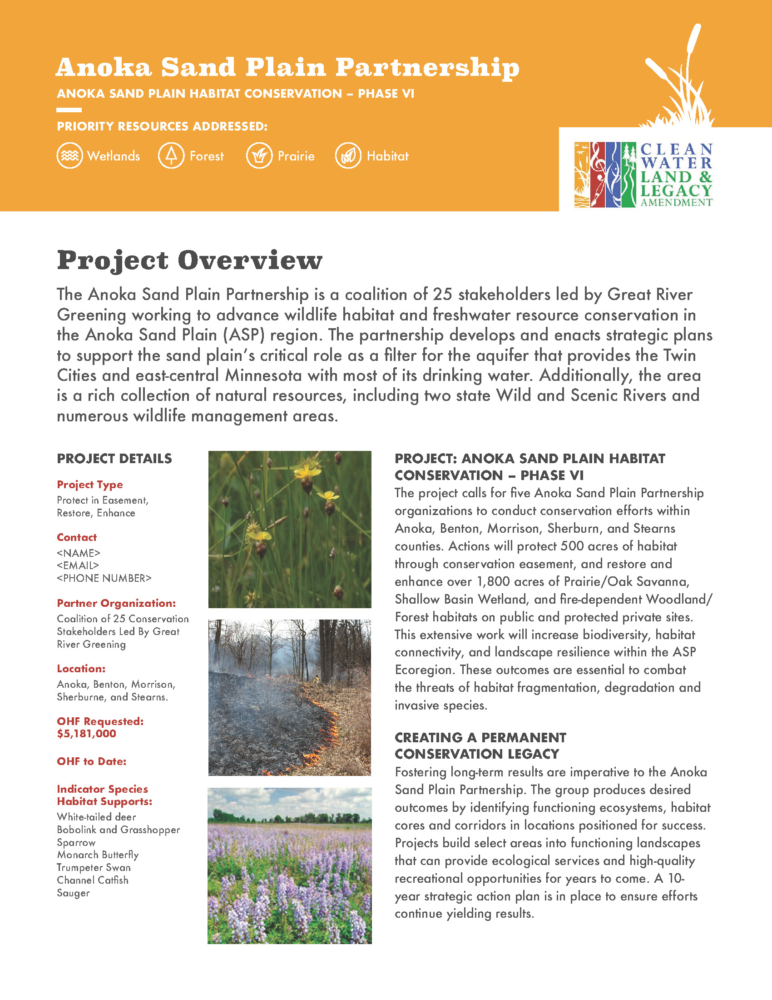 Anoka Sand Plain Partnership
ANOKA SAND PLAIN HABITAT CONSERVATION – PHASE VI
PRIORITY RESOURCES ADDRESSED:
Wetlands Forest Prairie Habitat
CLEAN
WATER
LAND &
LEGACY
AMENDMENT
Project Overview
The Anoka Sand Plain Partnership is a coalition of 25 stakeholders led by Great River
Greening working to advance wildlife habitat and freshwater resource conservation in
the Anoka Sand Plain (ASP) region. The partnership develops and enacts strategic plans
to support the sand plain’s critical role as a filter for the aquifer that provides the Twin
Cities and east-central Minnesota with most of its drinking water. Additionally, the area
is a rich collection of natural resources, including two state Wild and Scenic Rivers and
numerous wildlife management areas.
PROJECT DETAILS
Project Type
Protect in Easement,
Restore, Enhance
Contact
<NAME>
<EMAIL>
<PHONE NUMBER>
Partner Organization:
Coalition of 25 Conservation
Stakeholders Led By Great
River Greening
Location:
Anoka, Benton, Morrison,
Sherburne, and Stearns.
OHF Requested:
$5,181,000
OHF to Date:
Indicator Species
Habitat Supports:
White-tailed deer
Bobolink and Grasshopper
Sparrow
Monarch Butterfly
Trumpeter Swan
Channel Catfish
Sauger
PROJECT: ANOKA SAND PLAIN HABITAT
CONSERVATION – PHASE VI
The project calls for five Anoka Sand Plain Partnership
organizations to conduct conservation efforts within
Anoka, Benton, Morrison, Sherburn, and Stearns
counties. Actions will protect 500 acres of habitat
through conservation easement, and restore and
enhance over 1,800 acres of Prairie/Oak Savanna,
Shallow Basin Wetland, and fire-dependent Woodland/
Forest habitats on public and protected private sites.
This extensive work will increase biodiversity, habitat
connectivity, and landscape resilience within the ASP
Ecoregion. These outcomes are essential to combat
the threats of habitat fragmentation, degradation and
invasive species.
CREATING A PERMANENT
CONSERVATION LEGACY
Fostering long-term results are imperative to the Anoka
Sand Plain Partnership. The group produces desired
outcomes by identifying functioning ecosystems, habitat
cores and corridors in locations positioned for success.
Projects build select areas into functioning landscapes
that can provide ecological services and high-quality
recreational opportunities for years to come. A 10-
year strategic action plan is in place to ensure efforts
continue yielding results.